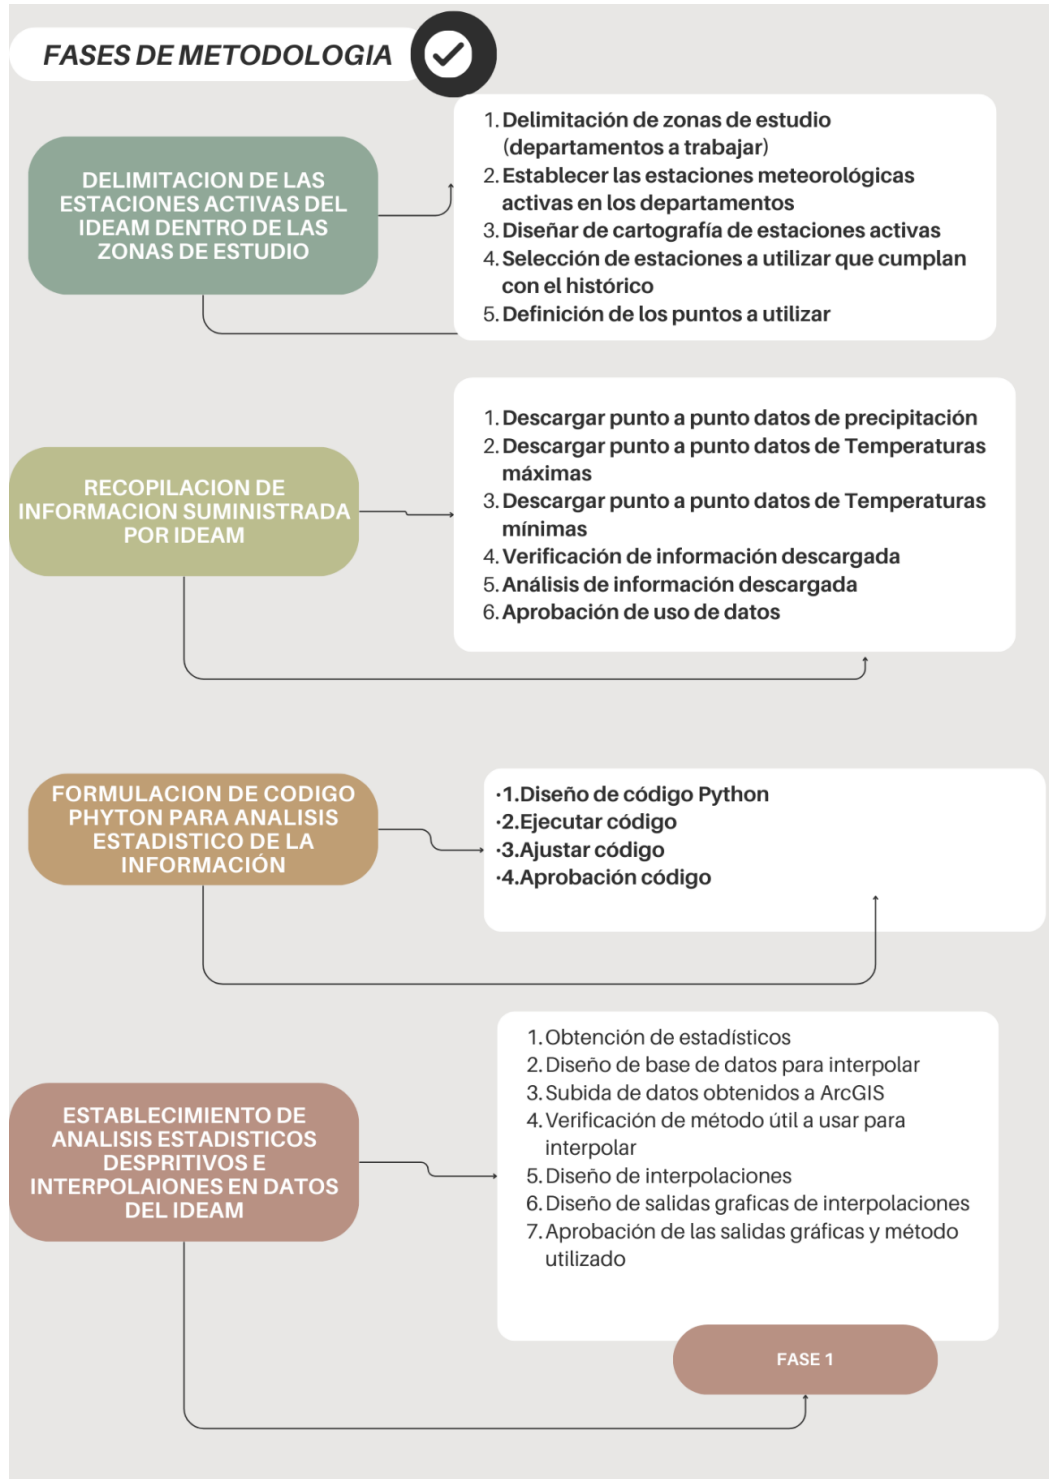 FASES DE METODOLOGIA
DELIMITACION DE LAS
ESTACIONES ACTIVAS DEL
IDEAM DENTRO DE LAS
ZONAS DE ESTUDIO
1. Delimitación de zonas de estudio
(departamentos a trabajar)
2. Establecer las estaciones meteorológicas
activas en los departamentos
3. Diseñar de cartografía de estaciones activas
4. Selección de estaciones a utilizar que cumplan
con el histórico
5. Definición de los puntos a utilizar
RECOPILACION DE
INFORMACION SUMINISTRADA
POR IDEAM
1. Descargar punto a punto datos de precipitación
2. Descargar punto a punto datos de Temperaturas
máximas
3. Descargar punto a punto datos de Temperaturas
mínimas
4. Verificación de información descargada
5. Análisis de información descargada
6. Aprobación de uso de datos
FORMULACION DE CODIGO
PHYTON PARA ANALISIS
ESTADISTICO DE LA
INFORMACIÓN
·1.Diseño de código Python
·2.Ejecutar código
·3.Ajustar código
·4.Aprobación código
ESTABLECIMIENTO DE
ANALISIS ESTADISTICOS
DESPRITIVOS E
INTERPOLAIONES EN DATOS
DEL IDEAM
1. Obtención de estadísticos
2. Diseño de base de datos para interpolar
3. Subida de datos obtenidos a ArcGIS
4. Verificación de método útil a usar para
interpolar
5. Diseño de interpolaciones
6. Diseño de salidas graficas de interpolaciones
7. Aprobación de las salidas gráficas y método
utilizado
FASE 1